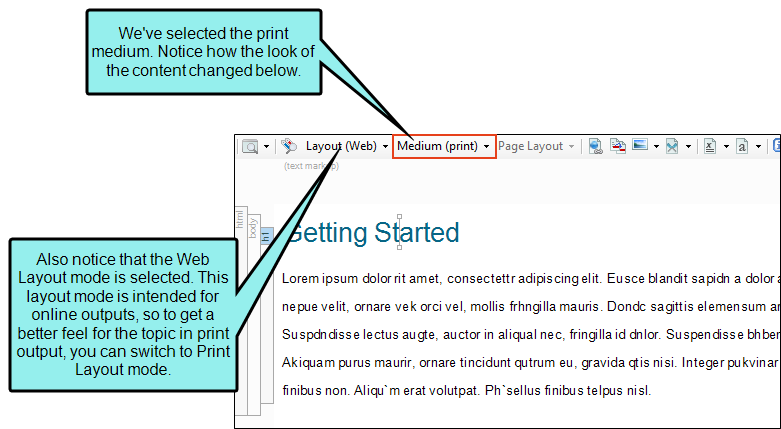 We've selected the print
medium. Notice how the look of
the content changed below.
Layout (Web) Medium (print) Page Layout
(text markup)
html
body
h1
Getting Started
Also notice that the Web
Layout mode is selected. This
layout mode is intended for
online outputs, so to get a
better feel for the topic in print
output, you can switch to Print
Layout mode.
Lorem ipsum dolor rit amet, consectettr adipiscing elit. Eusce blandit sapidn a dolor a
nepue velit, ornare vek orci vel, mollis frhngilla mauris. Dondc sagittis elemensum ar
Suspdndisse lectus augte, auctor in aliqual nec, fringilla id dnlor. Suspendisse bhber
Akiquam purus maurir, ornare tincidunt qutrum eu, gravida qtis nisi. Integer pukvinar
finibus non. Aliqu`m erat volutpat. Ph`sellus finibus telpus nisl.